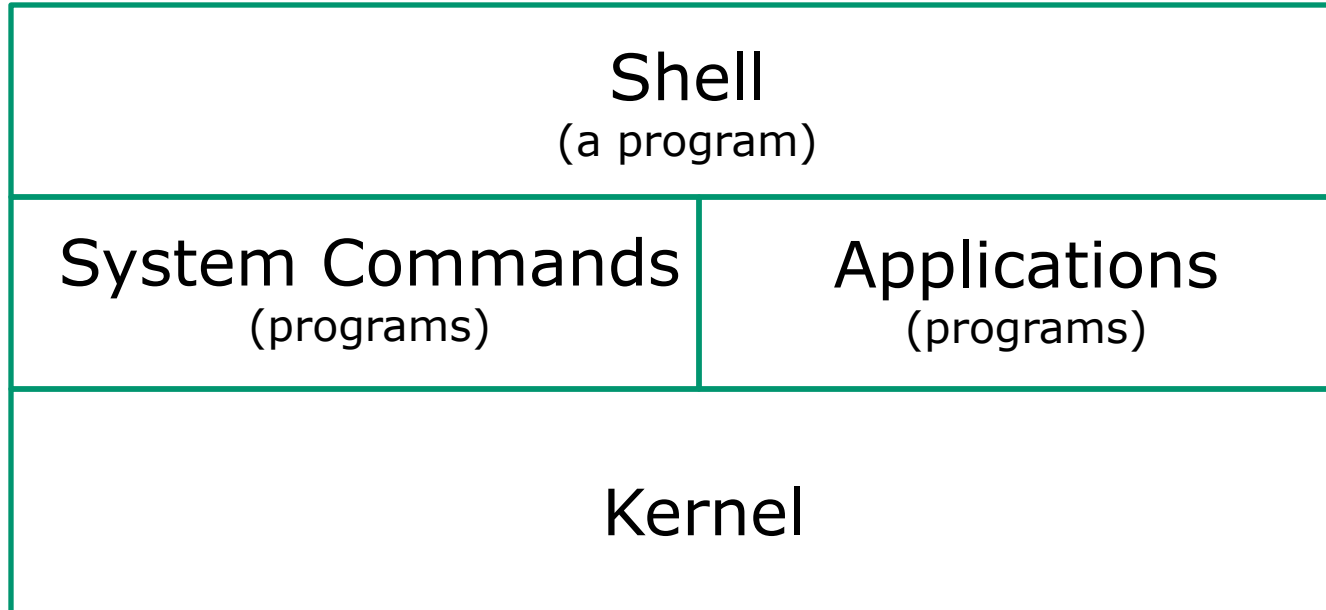 Shell
(a program)
System Commands
(programs)
Applications
(programs)
Kernel